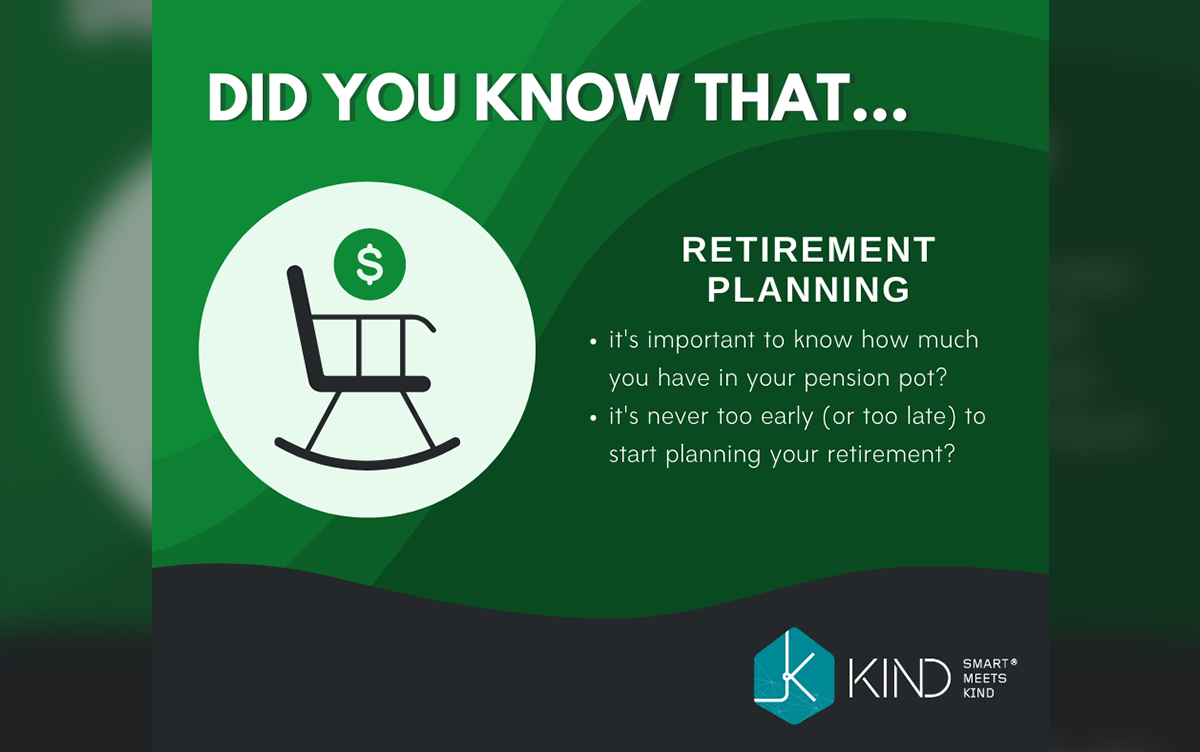 DID YOU KNOW THAT...
$
RETIREMENT
PLANNING
• it's important to know how much
you have in your pension pot?
• it's never too early (or too late) to
start planning your retirement?
K KIND
SMART®
MEETS
KIND